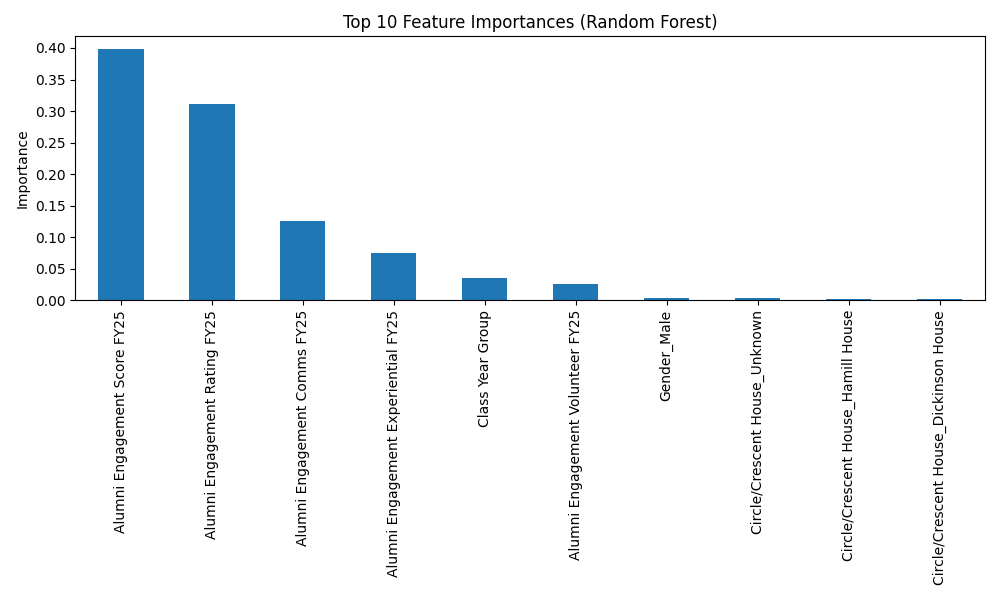 Top 10 Feature Importances (Random Forest)
Importance
0.40
0.35
0.30
0.25
0.20
0.15
0.10
0.05
0.00
Alumni Engagement Score FY25
Alumni Engagement Rating FY25
Alumni Engagement Comms FY25
Alumni Engagement Experiential FY25
Class Year Group
Alumni Engagement Volunteer FY25
Gender_Male
Circle/Crescent House_Unknown
Circle/Crescent House_Hamill House
Circle/Crescent House_Dickinson House